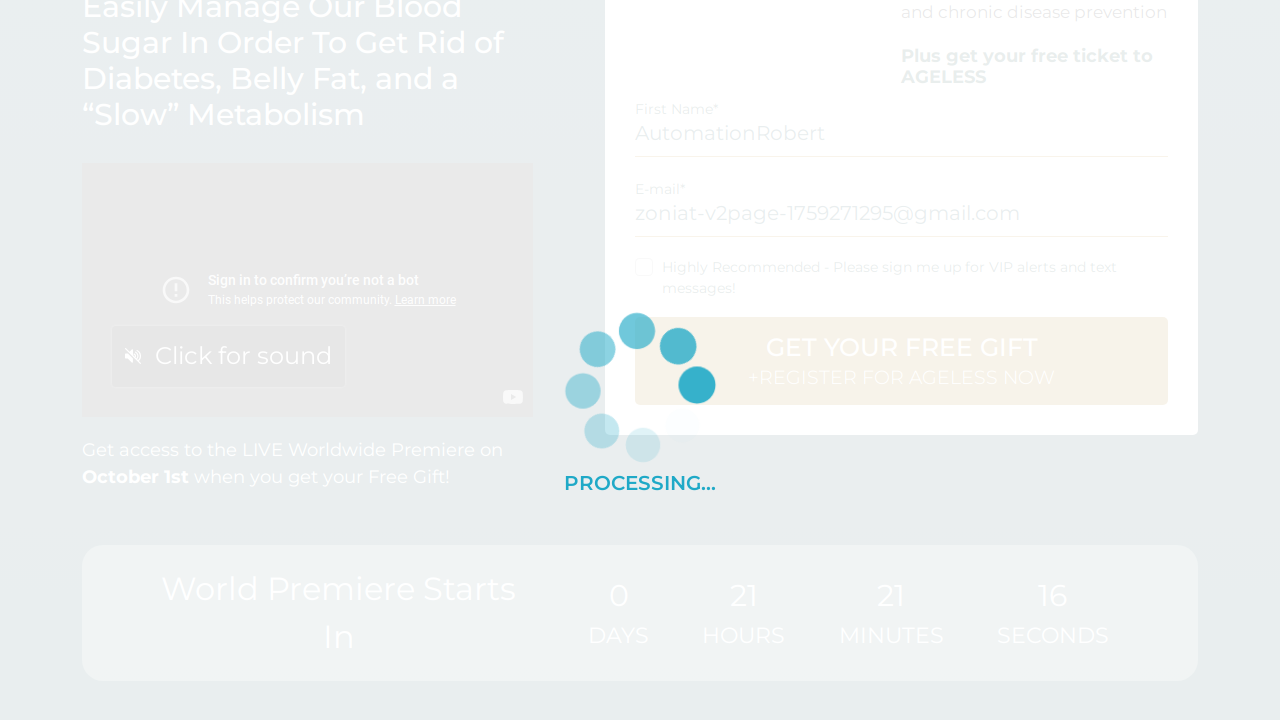 Easily Manage Our Blood
Sugar In Order To Get Rid of
Diabetes, Belly Fat, and a
“Slow” Metabolism
Sign in to confirm you’re not a bot
This helps protect our community. Learn more
Click for sound
Get access to the LIVE Worldwide Premiere on
October 1st when you get your Free Gift!
and chronic disease prevention
Plus get your free ticket to
AGELESS
First Name*
AutomationRobert
E-mail*
zoniat-v2page-1759271295@gmail.com
Highly Recommended - Please sign me up for VIP alerts and text
messages!
GET YOUR FREE GIFT
+REGISTER FOR AGELESS NOW
PROCESSING...
World Premiere Starts
In
0
DAYS
21
HOURS
21
MINUTES
16
SECONDS